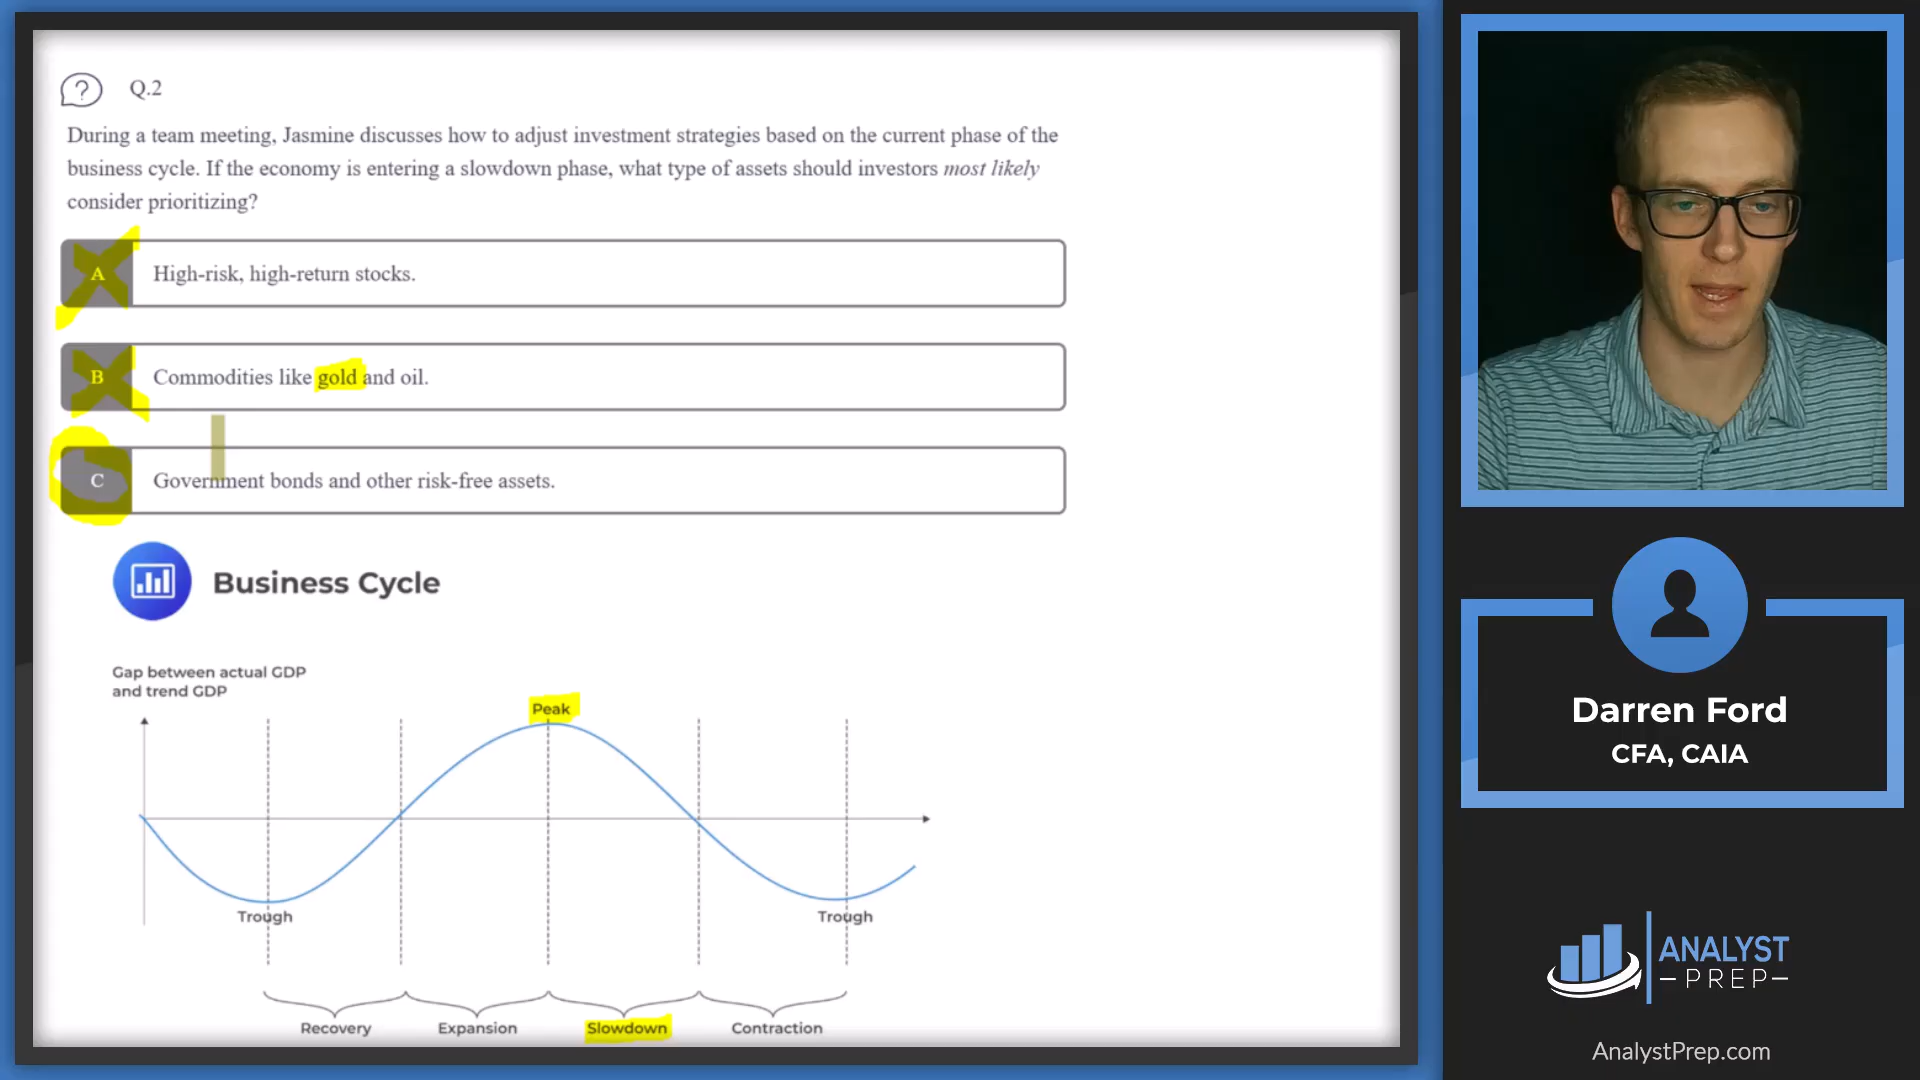 ?
Q.2
During a team meeting, Jasmine discusses how to adjust investment strategies based on the current phase of the
business cycle. If the economy is entering a slowdown phase, what type of assets should investors most likely
consider prioritizing?
A
High-risk, high-return stocks.
B
Commodities like gold and oil.
C
Government bonds and other risk-free assets.
Business Cycle
Gap between actual GDP
and trend GDP
Peak
Trough
Trough
Recovery
Expansion
Slowdown
Contraction
Darren Ford
CFA, CAIA
ANALYST
PREP
AnalystPrep.com